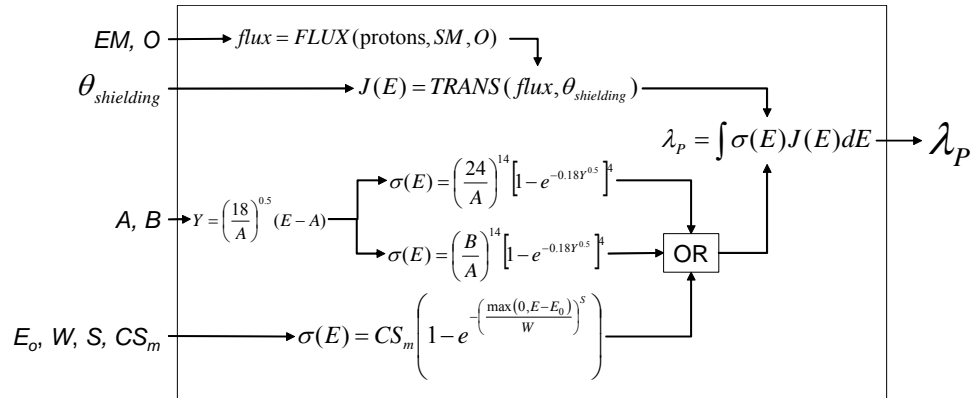 EM, O flux = FLUX(protons, SM, O)
θ_shielding J(E) = TRANS(flux, θ_shielding)
λ_P = ∫ σ(E)J(E)dE λ_P
σ(E) = (24/A)^14 [1 − e^(−0.18Y^0.5)]^4
A, B Y = (18/A)^0.5 (E − A)
σ(E) = (B/A)^14 [1 − e^(−0.18Y^0.5)]^4
OR
E_o, W, S, CS_m σ(E) = CS_m(1 − e^(−(max(0, E−E_0)/W)^S))